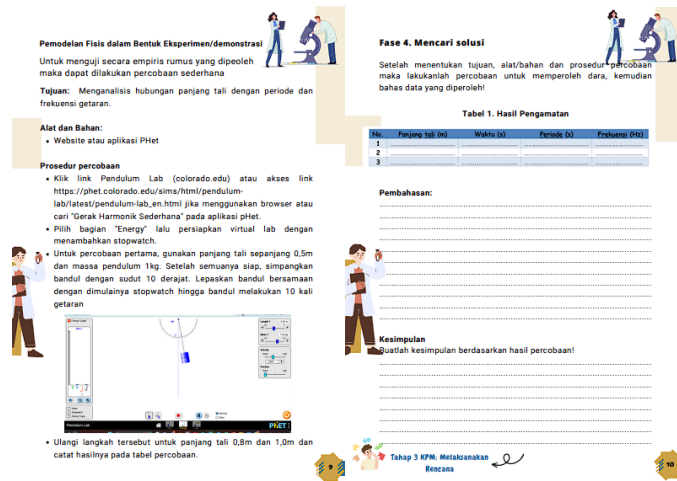 Pemodelan Fisis dalam Bentuk Eksperimen/demonstrasi
Untuk menguji secara empiris rumus yang dipeoleh
maka dapat dilakukan percobaan sederhana
Tujuan: Menganalisis hubungan panjang tali dengan periode dan
frekuensi getaran.
Alat dan Bahan:
• Website atau aplikasi PHet
Prosedur percobaan
• Klik link Pendulum Lab (colorado.edu) atau akses link
https://phet.colorado.edu/sims/html/pendulum-
lab/latest/pendulum-lab_en.html jika menggunakan browser atau
cari "Gerak Harmonik Sederhana" pada aplikasi pHet.
• Pilih bagian "Energy" lalu persiapkan virtual lab dengan
menambahkan stopwatch.
• Untuk percobaan pertama, gunakan panjang tali sepanjang 0,5m
dan massa pendulum 1kg. Setelah semuanya siap, simpangkan
bandul dengan sudut 10 derajat. Lepaskan bandul bersamaan
dengan dimulainya stopwatch hingga bandul melakukan 10 kali
getaran
Pendulum Lab
PhET
• Ulangi langkah tersebut untuk panjang tali 0,8m dan 1,0m dan
catat hasilnya pada tabel percobaan.
9
Fase 4. Mencari solusi
Setelah menentukan tujuan, alat/bahan dan prosedur percobaan
maka lakukanlah percobaan untuk memperoleh dara, kemudian
bahas data yang diperoleh!
Tabel 1. Hasil Pengamatan
No. Panjang tali (m) Waktu (s) Periode (s) Frekuensi (Hz)
1
2
3
Pembahasan:
Kesimpulan
Buatlah kesimpulan berdasarkan hasil percobaan!
Tahap 3 KPM: Melaksanakan
Rencana
10